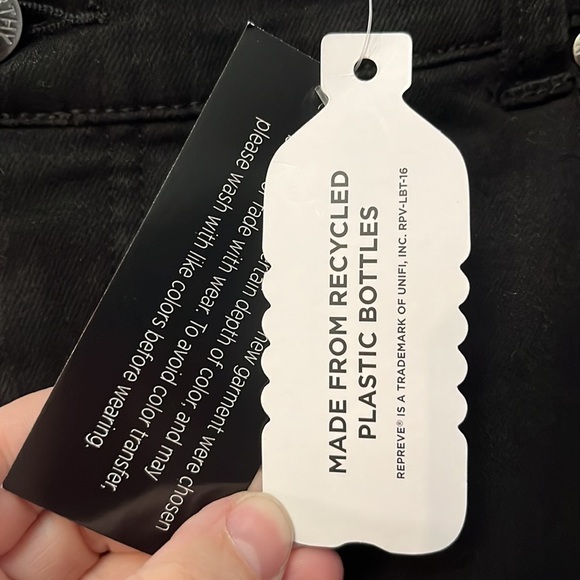 MADE FROM RECYCLED
PLASTIC BOTTLES
REPREVE® IS A TRADEMARK OF UNIFI, INC. RPV-LBT-16
new garment were chosen
depth of color, and may
fade with wear. To avoid color transfer,
please wash with like colors before wearing.